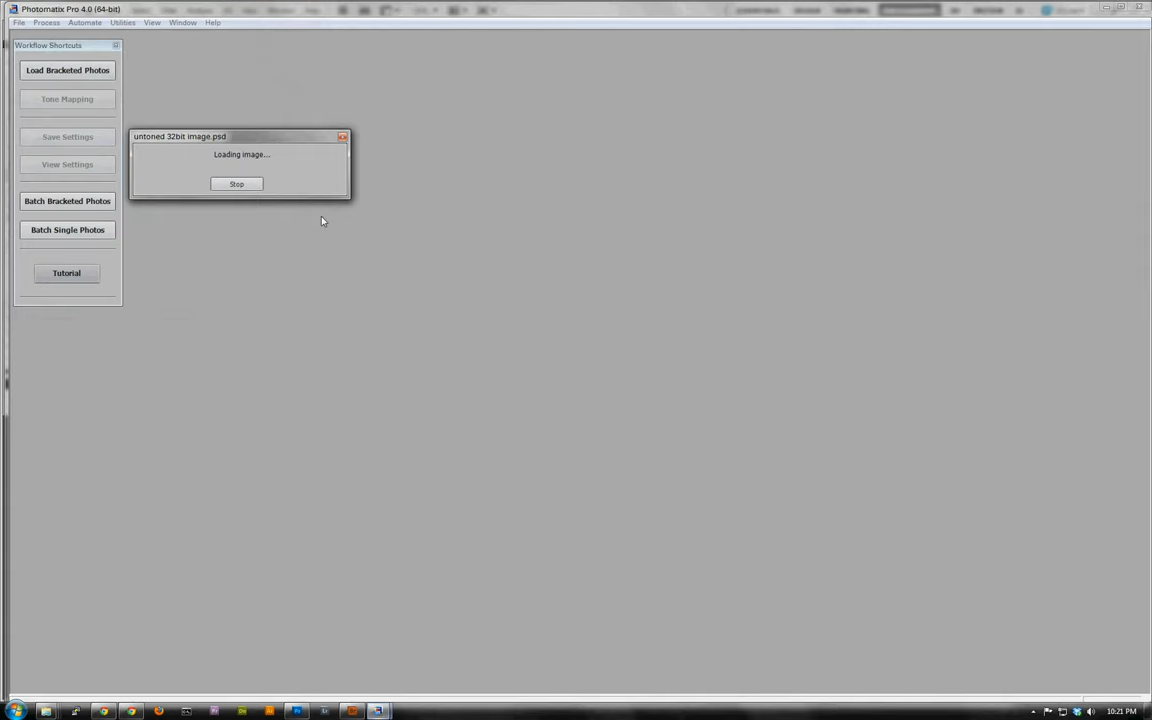 Photomatix Pro 4.0 (64-bit)
File Process Automate Utilities View Window Help
Workflow Shortcuts
Load Bracketed Photos
Tone Mapping
Save Settings
View Settings
Batch Bracketed Photos
Batch Single Photos
Tutorial
untoned 32bit image.psd
Loading image...
Stop
10:21 PM